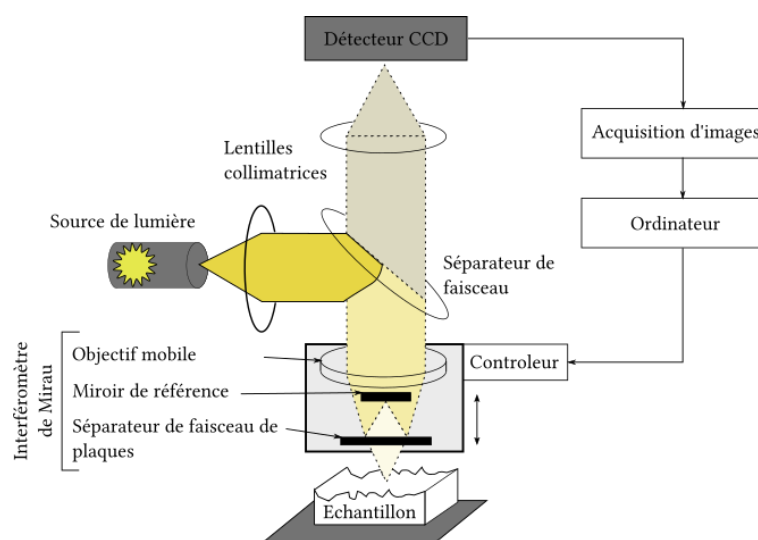 Détecteur CCD
Acquisition d'images
Ordinateur
Lentilles
collimatrices
Source de lumière
Séparateur de
faisceau
Controleur
Interféromètre
de Mirau
Objectif mobile
Miroir de référence
Séparateur de faisceau de
plaques
Echantillon